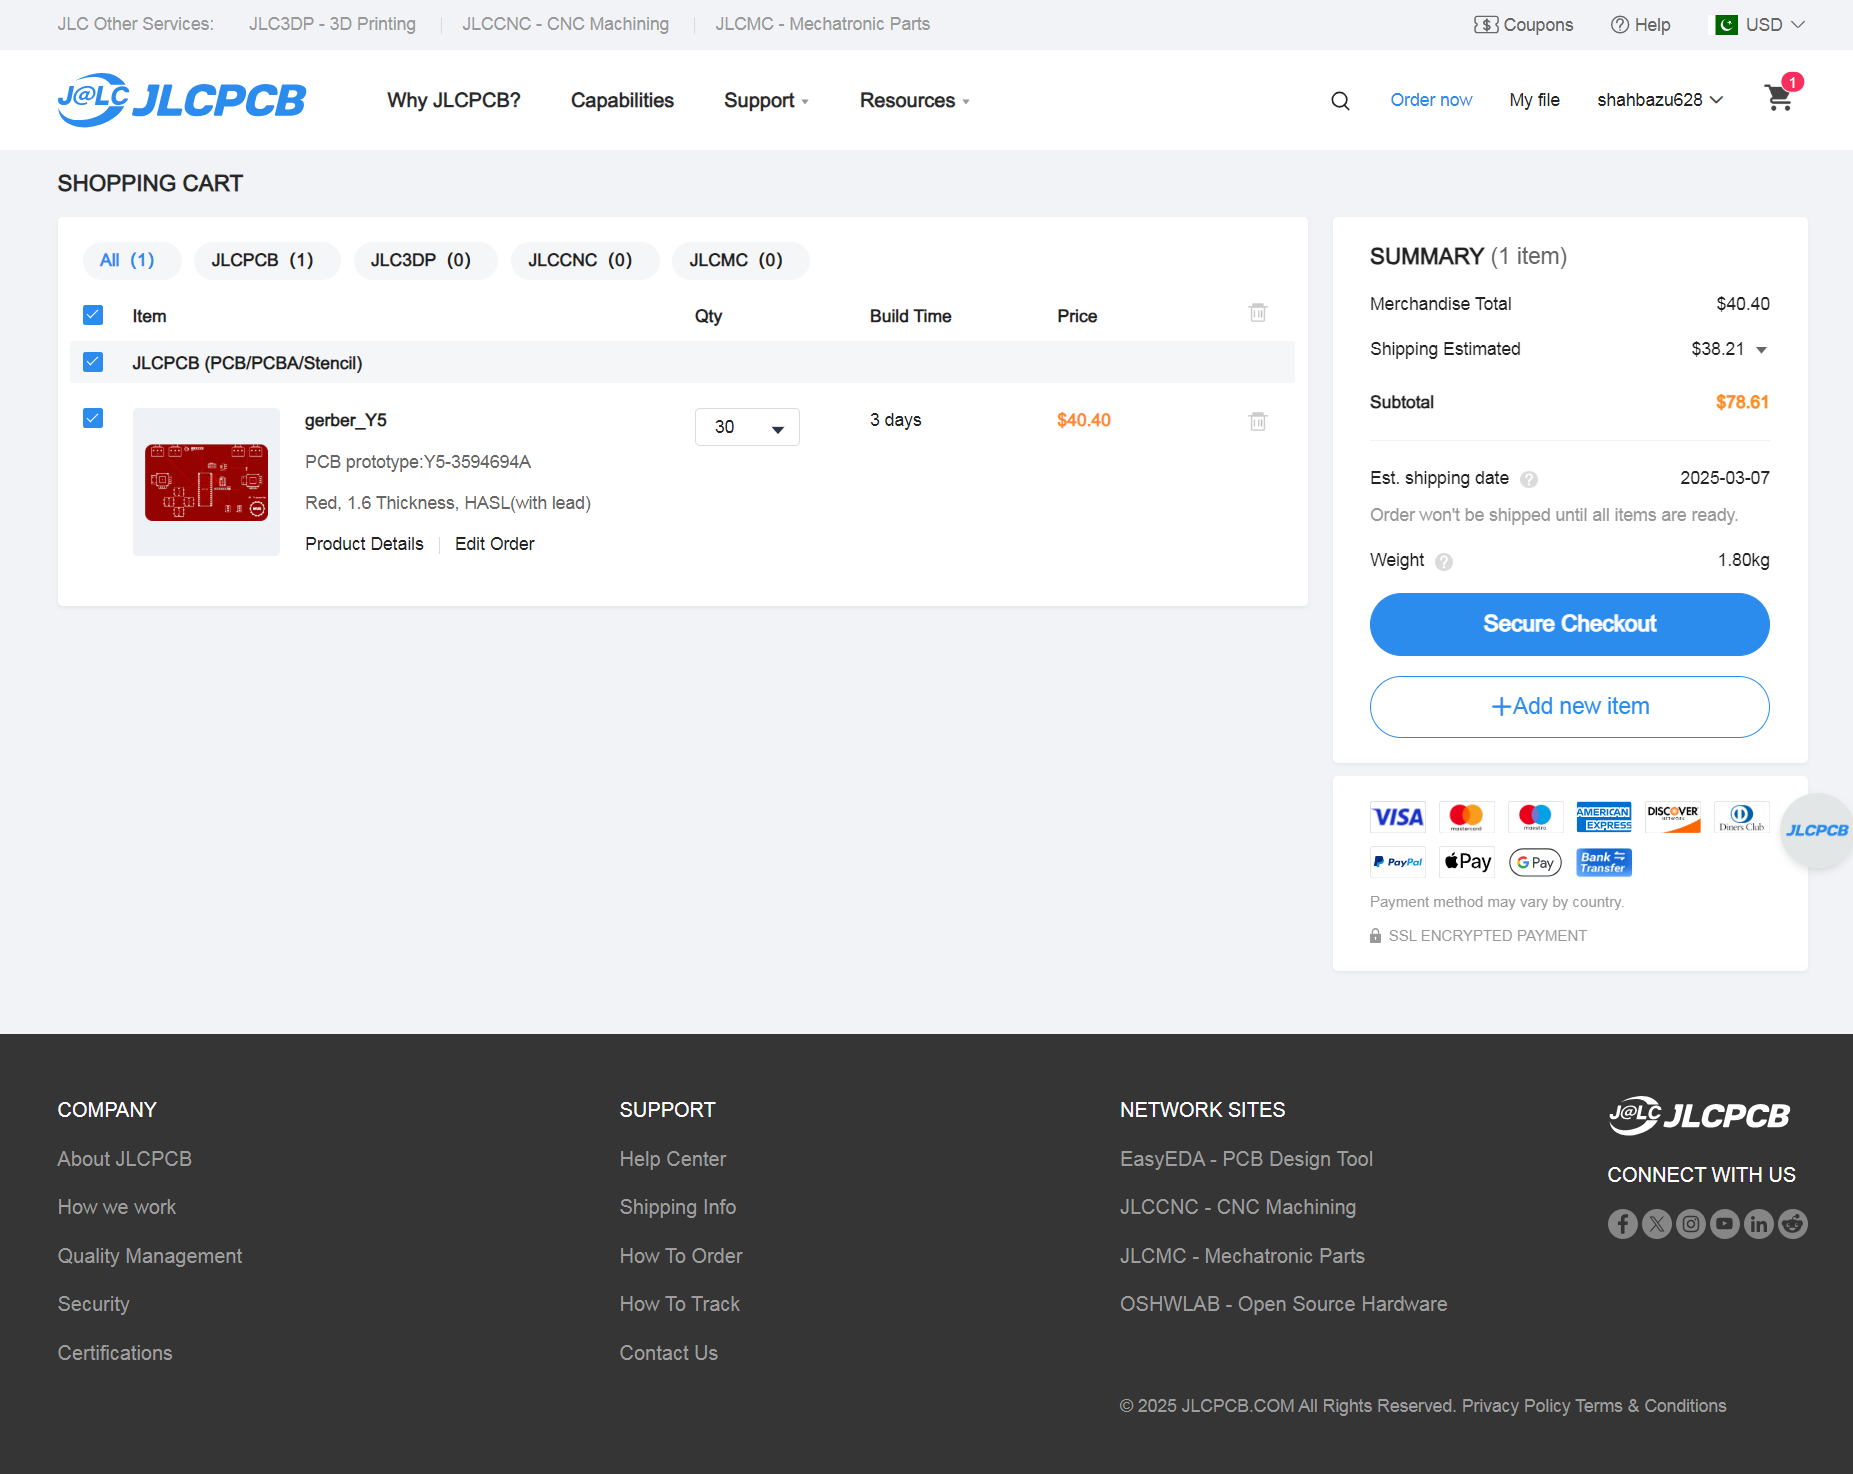 JLC Other Services: JLC3DP - 3D Printing JLCCNC - CNC Machining JLCMC - Mechatronic Parts Coupons Help USD
J@LC JLCPCB Why JLCPCB? Capabilities Support Resources Order now My file shahbazu628 1
SHOPPING CART
All (1) JLCPCB (1) JLC3DP (0) JLCCNC (0) JLCMC (0)
Item Qty Build Time Price
JLCPCB (PCB/PCBA/Stencil)
gerber_Y5 30 3 days $40.40
PCB prototype:Y5-3594694A
Red, 1.6 Thickness, HASL(with lead)
Product Details Edit Order
SUMMARY (1 item)
Merchandise Total $40.40
Shipping Estimated $38.21
Subtotal $78.61
Est. shipping date ? 2025-03-07
Order won't be shipped until all items are ready.
Weight ? 1.80kg
Secure Checkout
+Add new item
VISA mastercard maestro AMERICAN EXPRESS DISCOVER NETWORK Diners Club
PayPal Pay G Pay Bank Transfer
Payment method may vary by country.
SSL ENCRYPTED PAYMENT
JLCPCB
COMPANY
About JLCPCB
How we work
Quality Management
Security
Certifications
SUPPORT
Help Center
Shipping Info
How To Order
How To Track
Contact Us
NETWORK SITES
EasyEDA - PCB Design Tool
JLCCNC - CNC Machining
JLCMC - Mechatronic Parts
OSHWLAB - Open Source Hardware
J@LC JLCPCB
CONNECT WITH US
© 2025 JLCPCB.COM All Rights Reserved. Privacy Policy Terms & Conditions